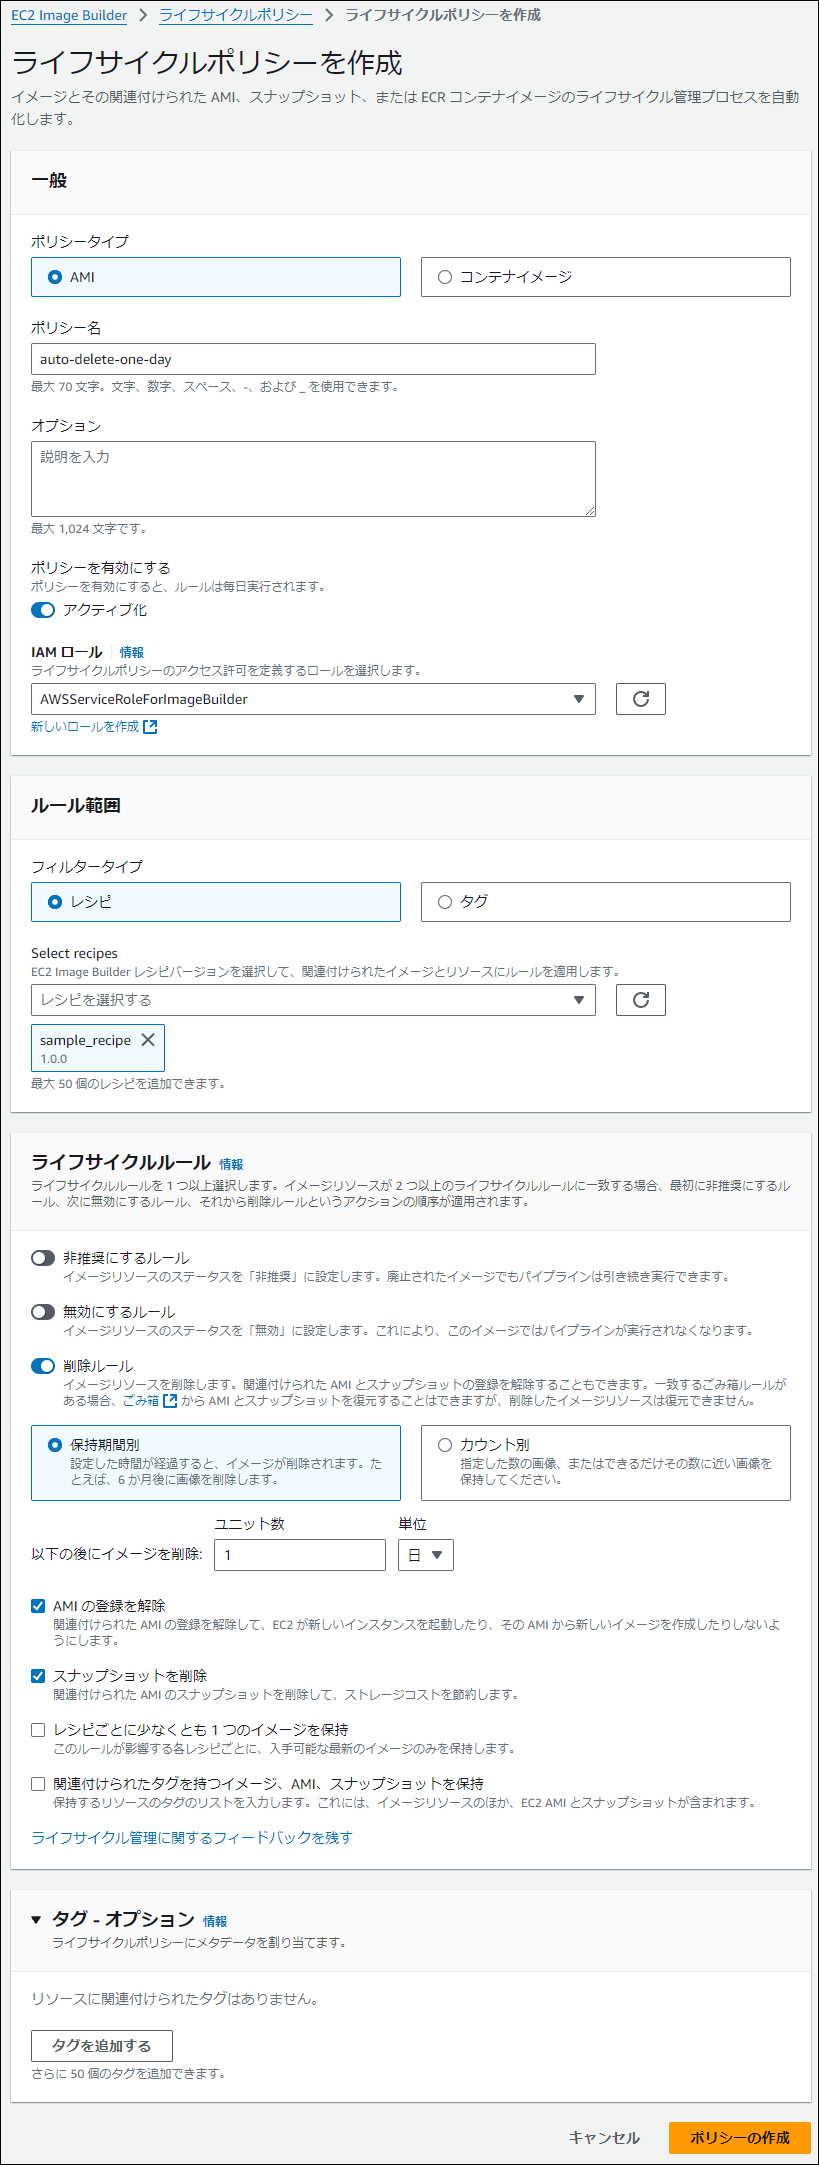 EC2 Image Builder > ライフサイクルポリシー > ライフサイクルポリシーを作成
ライフサイクルポリシーを作成
イメージとその関連付けられた AMI、スナップショット、または ECR コンテナイメージのライフサイクル管理プロセスを自動
化します。
一般
ポリシータイプ
AMI
コンテナイメージ
ポリシー名
auto-delete-one-day
最大 70 文字。文字、数字、スペース、-、および _ を使用できます。
オプション
説明を入力
最大 1,024 文字です。
ポリシーを有効にする
ポリシーを有効にすると、ルールは毎日実行されます。
アクティブ化
IAM ロール 情報
ライフサイクルポリシーのアクセス許可を定義するロールを選択します。
AWSServiceRoleForImageBuilder
新しいロールを作成
ルール範囲
フィルタータイプ
レシピ
タグ
Select recipes
EC2 Image Builder レシピバージョンを選択して、関連付けられたイメージとリソースにルールを適用します。
レシピを選択する
sample_recipe
1.0.0
最大 50 個のレシピを追加できます。
ライフサイクルルール 情報
ライフサイクルルールを 1 つ以上選択します。イメージリソースが 2 つ以上のライフサイクルルールに一致する場合、最初に非推奨にするルー
ル、次に無効にするルール、それから削除ルールというアクションの順序が適用されます。
非推奨にするルール
イメージリソースのステータスを「非推奨」に設定します。廃止されたイメージでもパイプラインは引き続き実行できます。
無効にするルール
イメージリソースのステータスを「無効」に設定します。これにより、このイメージではパイプラインが実行されなくなります。
削除ルール
イメージリソースを削除します。関連付けられた AMI とスナップショットの登録を解除することもできます。一致するごみ箱ルールが
ある場合、ごみ箱 から AMI とスナップショットを復元することはできますが、削除したイメージリソースは復元できません。
保持期間別
設定した時間が経過すると、イメージが削除されます。た
とえば、6 か月後に画像を削除します。
カウント別
指定した数の画像、またはできるだけその数に近い画像を
保持してください。
ユニット数
単位
以下の後にイメージを削除:
1
日
AMI の登録を解除
関連付けられた AMI の登録を解除して、EC2 が新しいインスタンスを起動したり、その AMI から新しいイメージを作成したりしないよ
うにします。
スナップショットを削除
関連付けられた AMI のスナップショットを削除して、ストレージコストを節約します。
レシピごとに少なくとも 1 つのイメージを保持
このルールが影響する各レシピごとに、入手可能な最新のイメージのみを保持します。
関連付けられたタグを持つイメージ、AMI、スナップショットを保持
保持するリソースのタグのリストを入力します。これには、イメージリソースのほか、EC2 AMI とスナップショットが含まれます。
ライフサイクル管理に関するフィードバックを残す
タグ - オプション 情報
ライフサイクルポリシーにメタデータを割り当てます。
リソースに関連付けられたタグはありません。
タグを追加する
さらに 50 個のタグを追加できます。
キャンセル
ポリシーの作成